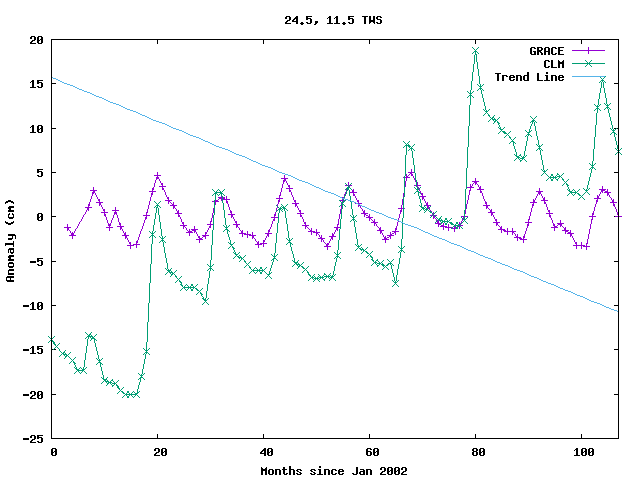 24.5, 11.5 TWS
GRACE
CLM
Trend Line
20
15
10
5
0
-5
-10
-15
-20
-25
Anomaly (cm)
0 20 40 60 80 100
Months since Jan 2002